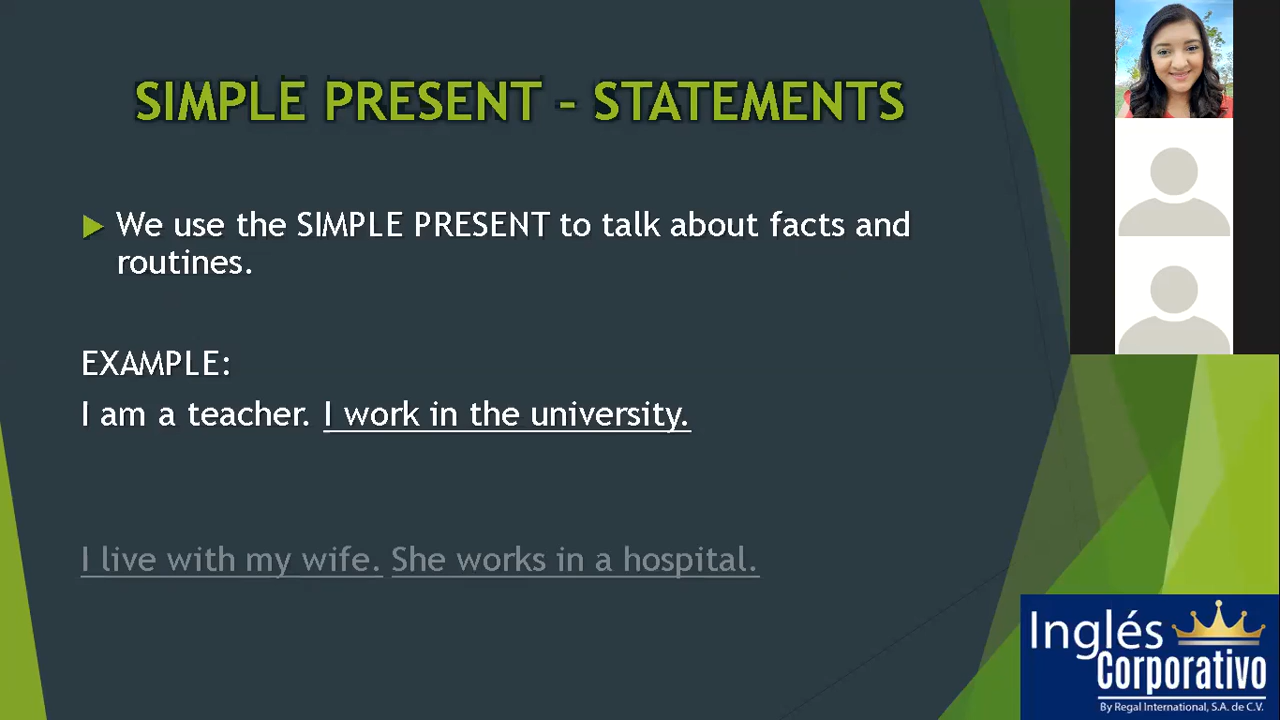 SIMPLE PRESENT - STATEMENTS
We use the SIMPLE PRESENT to talk about facts and
routines.
EXAMPLE:
I am a teacher. I work in the university.
I live with my wife. She works in a hospital.
Inglés
Corporativo
By Regal International, S.A. de C.V.